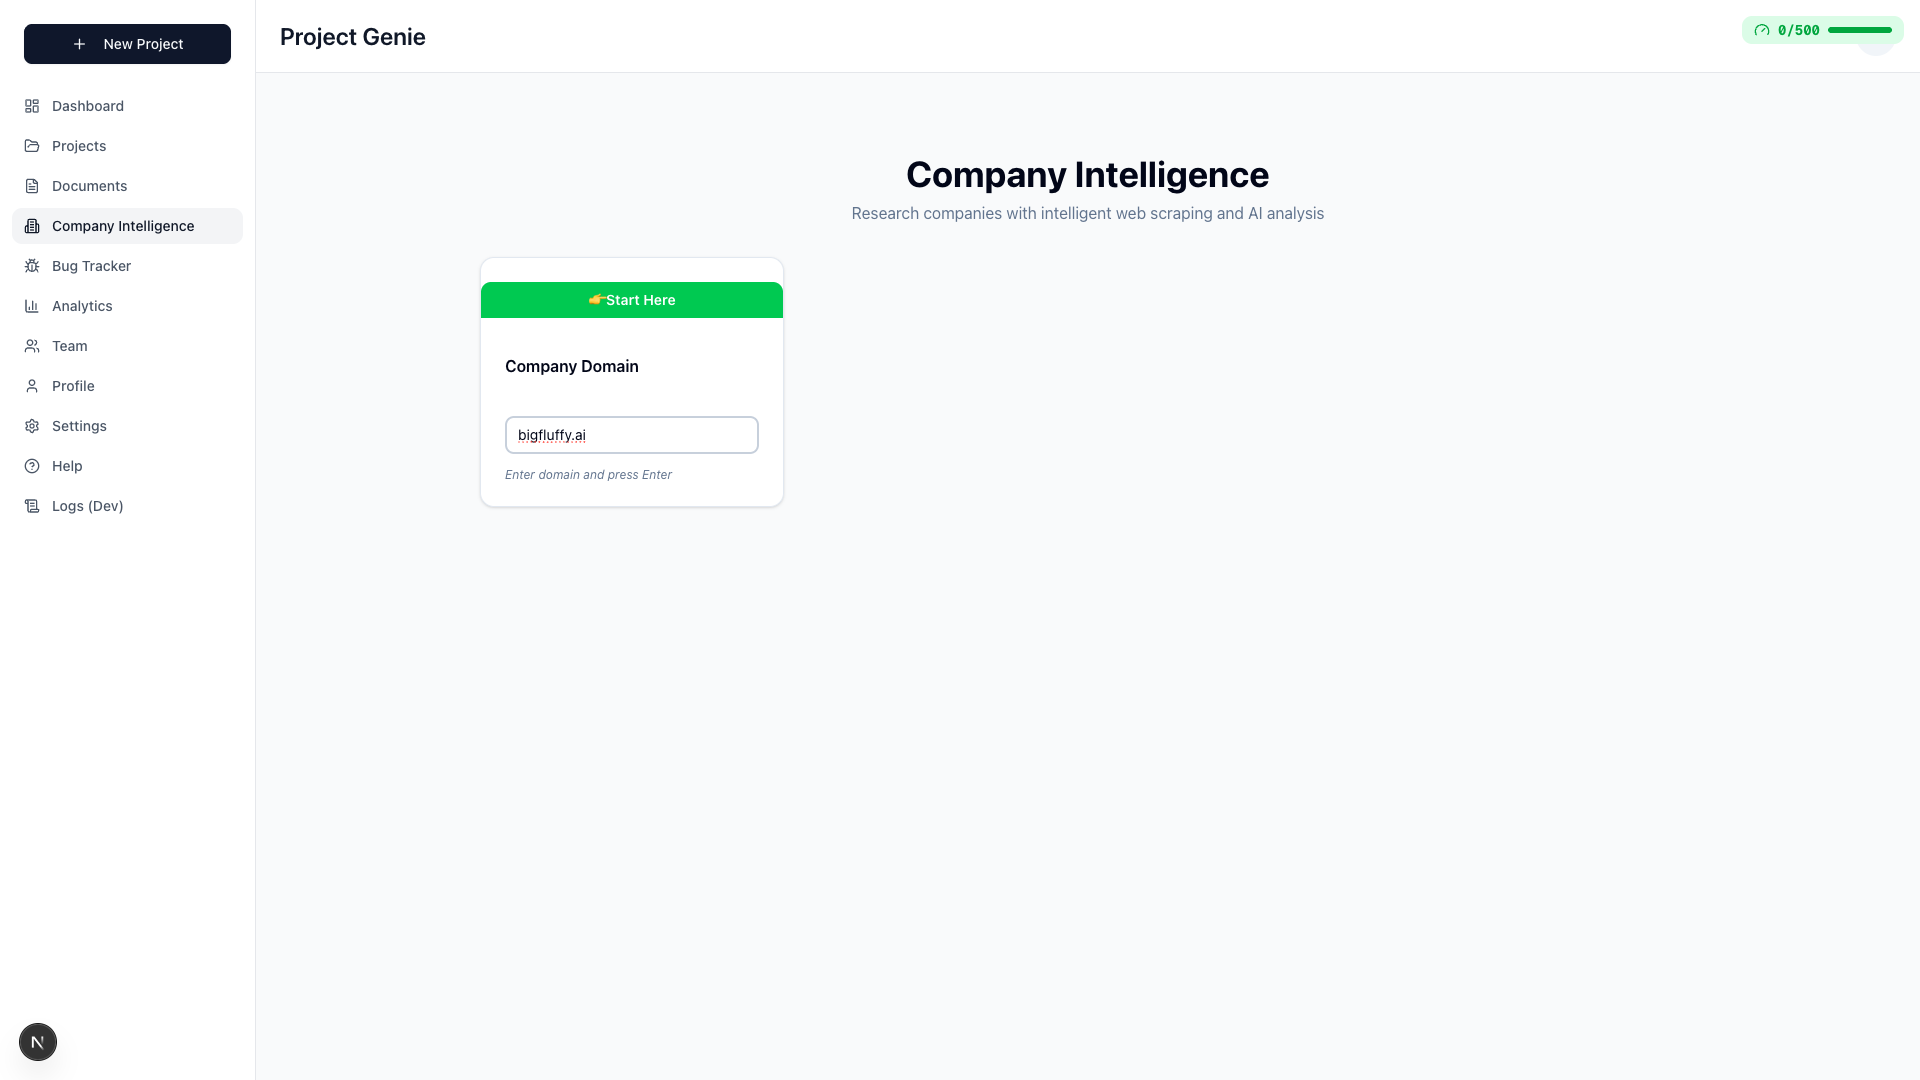 New Project
Dashboard
Projects
Documents
Company Intelligence
Bug Tracker
Analytics
Team
Profile
Settings
Help
Logs (Dev)
N
Project Genie
0/500
Company Intelligence
Research companies with intelligent web scraping and AI analysis
👉Start Here
Company Domain
bigfluffy.ai
Enter domain and press Enter